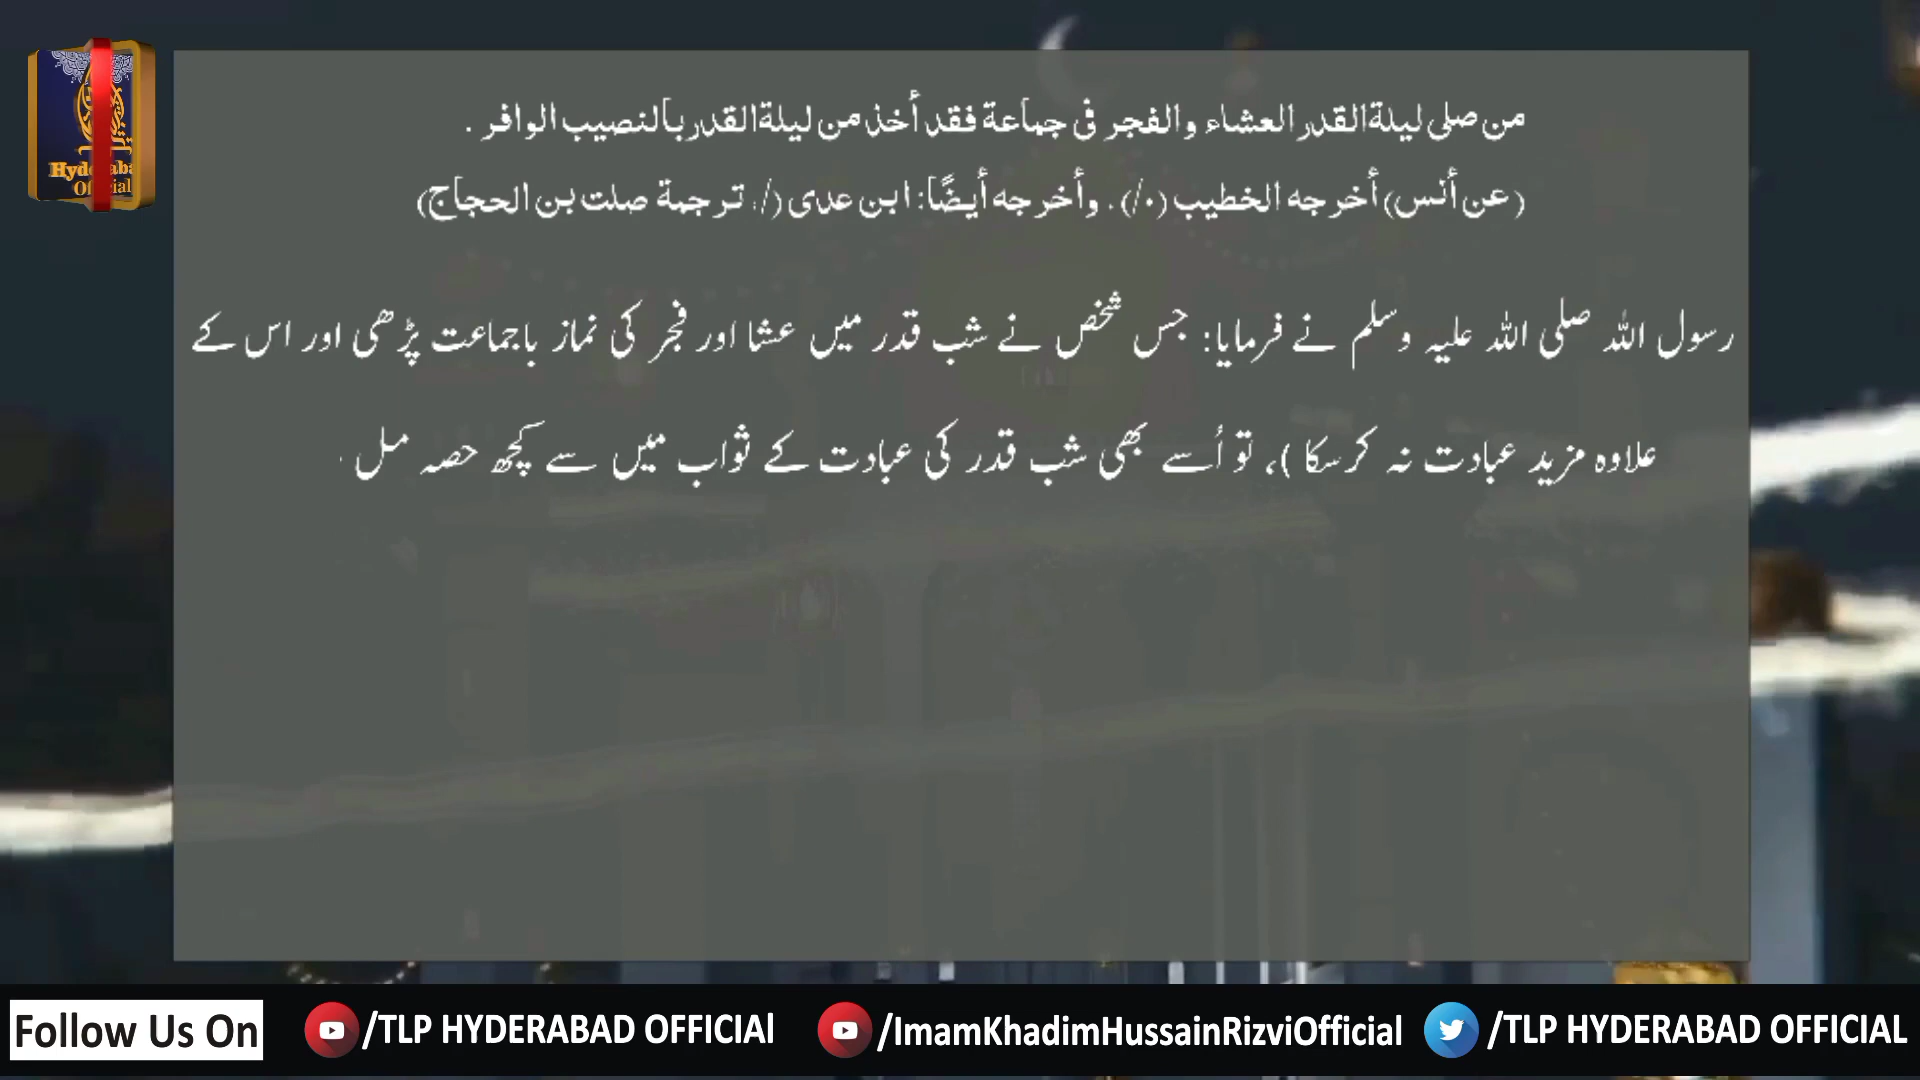 من صلى ليلة القدر العشاء والفجر فى جماعة فقد أخذ من ليلة القدر بالنصيب الوافر .
(عن أنس) أخرجه الخطيب (٠/) . وأخرجه أيضًا: ابن عدى (/، ترجمة صلت بن الحجاج)
رسول اللہ صلی اللہ علیہ وسلم نے فرمایا: جس شخص نے شب قدر میں عشا اور فجر کی نماز باجماعت پڑھی اور اس کے
علاوہ مزید عبادت نہ کرسکا )، تو اُسے بھی شب قدر کی عبادت کے ثواب میں سے کچھ حصہ مل
Hyderabad
Official
Follow Us On /TLP HYDERABAD OFFICIAl /ImamKhadimHussainRizviOfficial /TLP HYDERABAD OFFICIAL